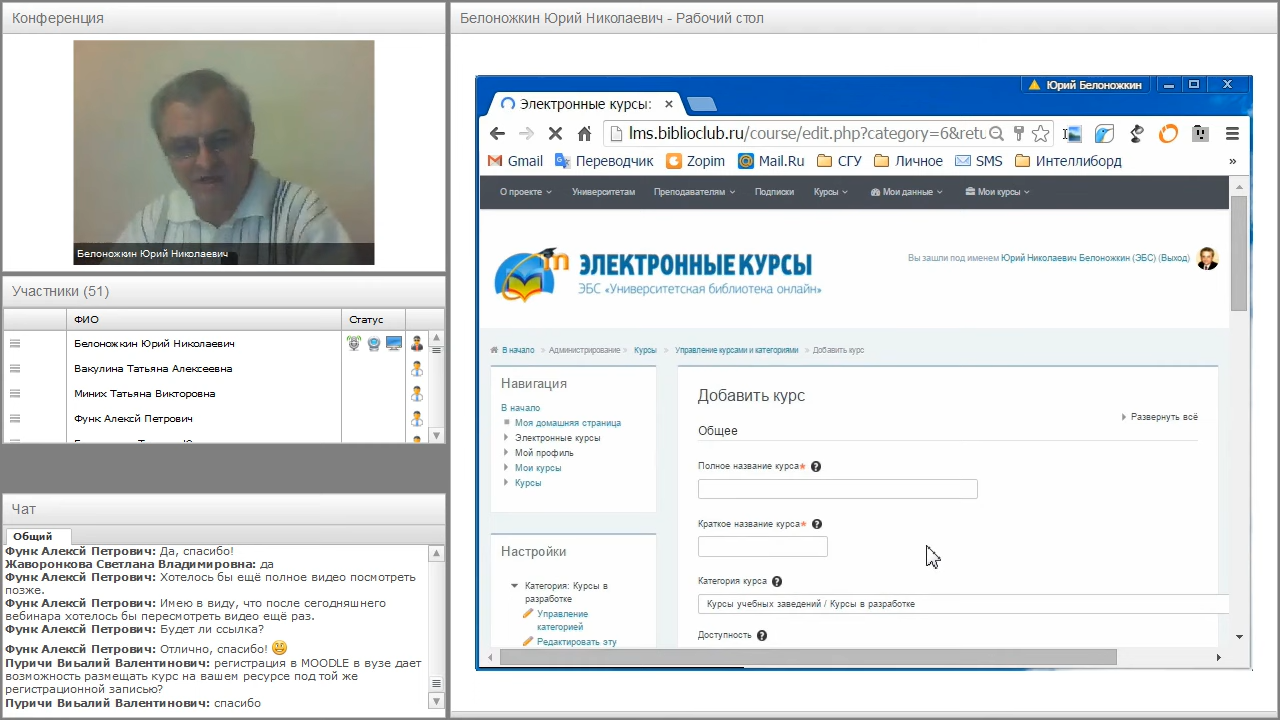 Конференция
Белоножкин Юрий Николаевич
Участники (51)
ФИО
Статус
Белоножкин Юрий Николаевич
Вакулина Татьяна Алексеевна
Миних Татьяна Викторовна
Функ Алексй Петрович
Чат
Общий
Функ Алексй Петрович: Да, спасибо!
Жаворонкова Светлана Владимировна: да
Функ Алексй Петрович: Хотелось бы ещё полное видео посмотреть
позже.
Функ Алексй Петрович: Имею в виду, что после сегодняшнего
вебинара хотелось бы пересмотреть видео ещё раз.
Функ Алексй Петрович: Будет ли ссылка?
Функ Алексй Петрович: Отлично, спасибо!
Пуричи Виьалий Валентинович: регистрация в MOODLE в вузе дает
возможность размещать курс на вашем ресурсе под той же
регистрационной записью?
Пуричи Виьалий Валентинович: спасибо
Белоножкин Юрий Николаевич - Рабочий стол
Юрий Белоножкин
Электронные курсы:
lms.biblioclub.ru/course/edit.php?category=6&retu
Gmail Переводчик Zopim Mail.Ru СГУ Личное SMS Интеллиборд »
О проекте Университетам Преподавателям Подписки Курсы Мои данные Мои курсы
ЭЛЕКТРОННЫЕ КУРСЫ
ЭБС «Университетская библиотека онлайн»
Вы зашли под именем Юрий Николаевич Белоножкин (ЭБС) (Выход)
В начало » Администрирование » Курсы » Управление курсами и категориями » Добавить курс
Навигация
В начало
Моя домашняя страница
Электронные курсы
Мой профиль
Мои курсы
Курсы
Настройки
Категория: Курсы в
разработке
Управление
категорией
Редактировать эту
Добавить курс
Развернуть всё
Общее
Полное название курса*
Краткое название курса*
Категория курса
Курсы учебных заведений / Курсы в разработке
Доступность